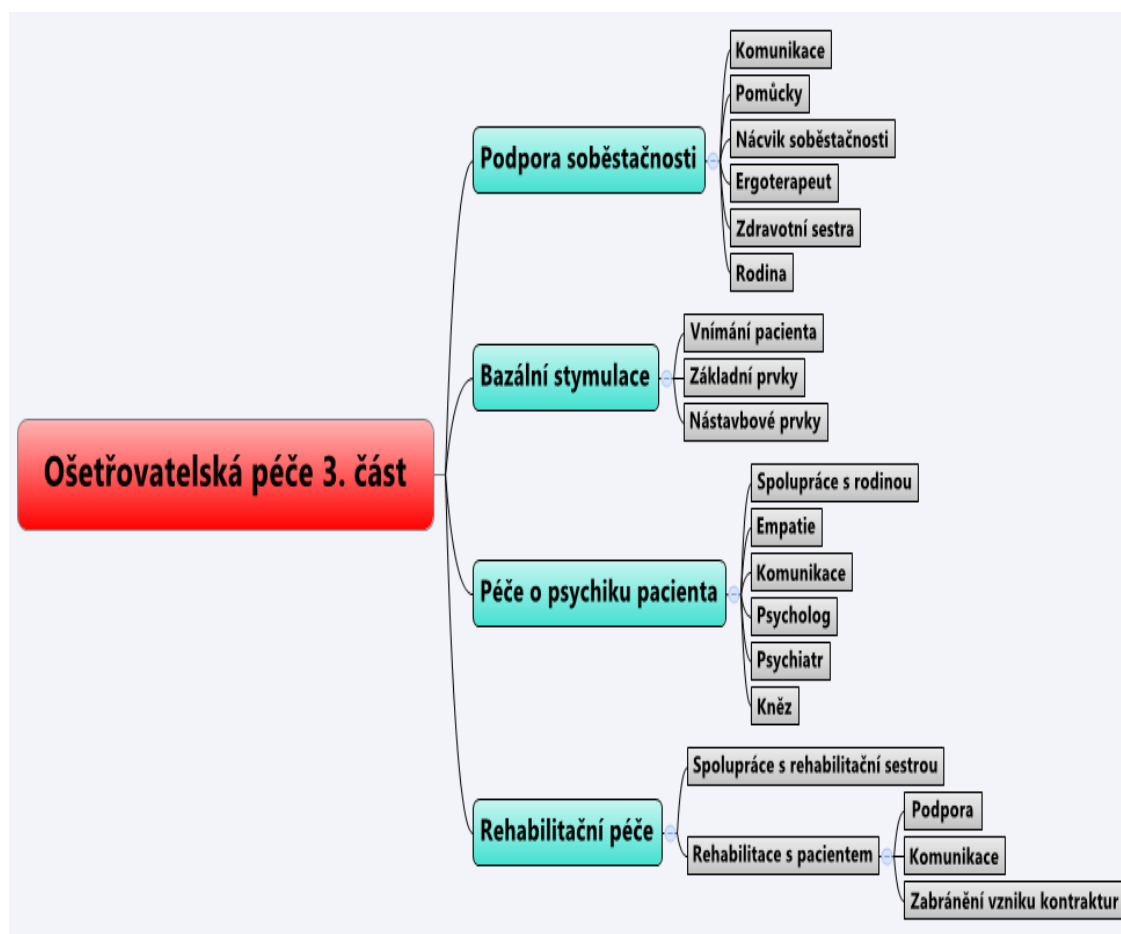 Ošetřovatelská péče 3. část
Podpora soběstačnosti
Komunikace
Pomůcky
Nácvik soběstačnosti
Ergoterapeut
Zdravotní sestra
Rodina
Bazální stymulace
Vnímání pacienta
Základní prvky
Nástavbové prvky
Péče o psychiku pacienta
Spolupráce s rodinou
Empatie
Komunikace
Psycholog
Psychiatr
Kněz
Rehabilitační péče
Spolupráce s rehabilitační sestrou
Rehabilitace s pacientem
Podpora
Komunikace
Zabránění vzniku kontraktur